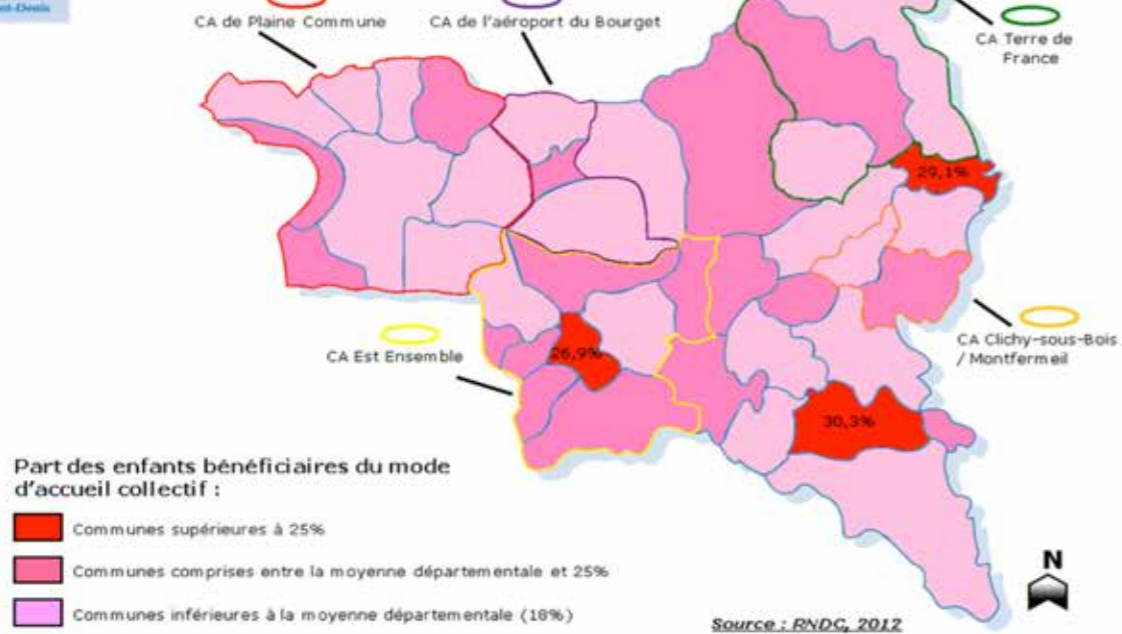 nt-Denis
CA de Plaine Commune
CA de l'aéroport du Bourget
CA Terre de
France
29,1%
CA Est Ensemble
26,9%
CA Clichy-sous-Bois
/ Montfermeil
30,3%
Part des enfants bénéficiaires du mode
d'accueil collectif :
Communes supérieures à 25%
Communes comprises entre la moyenne départementale et 25%
Communes inférieures à la moyenne départementale (18%)
N
Source : RNDC, 2012